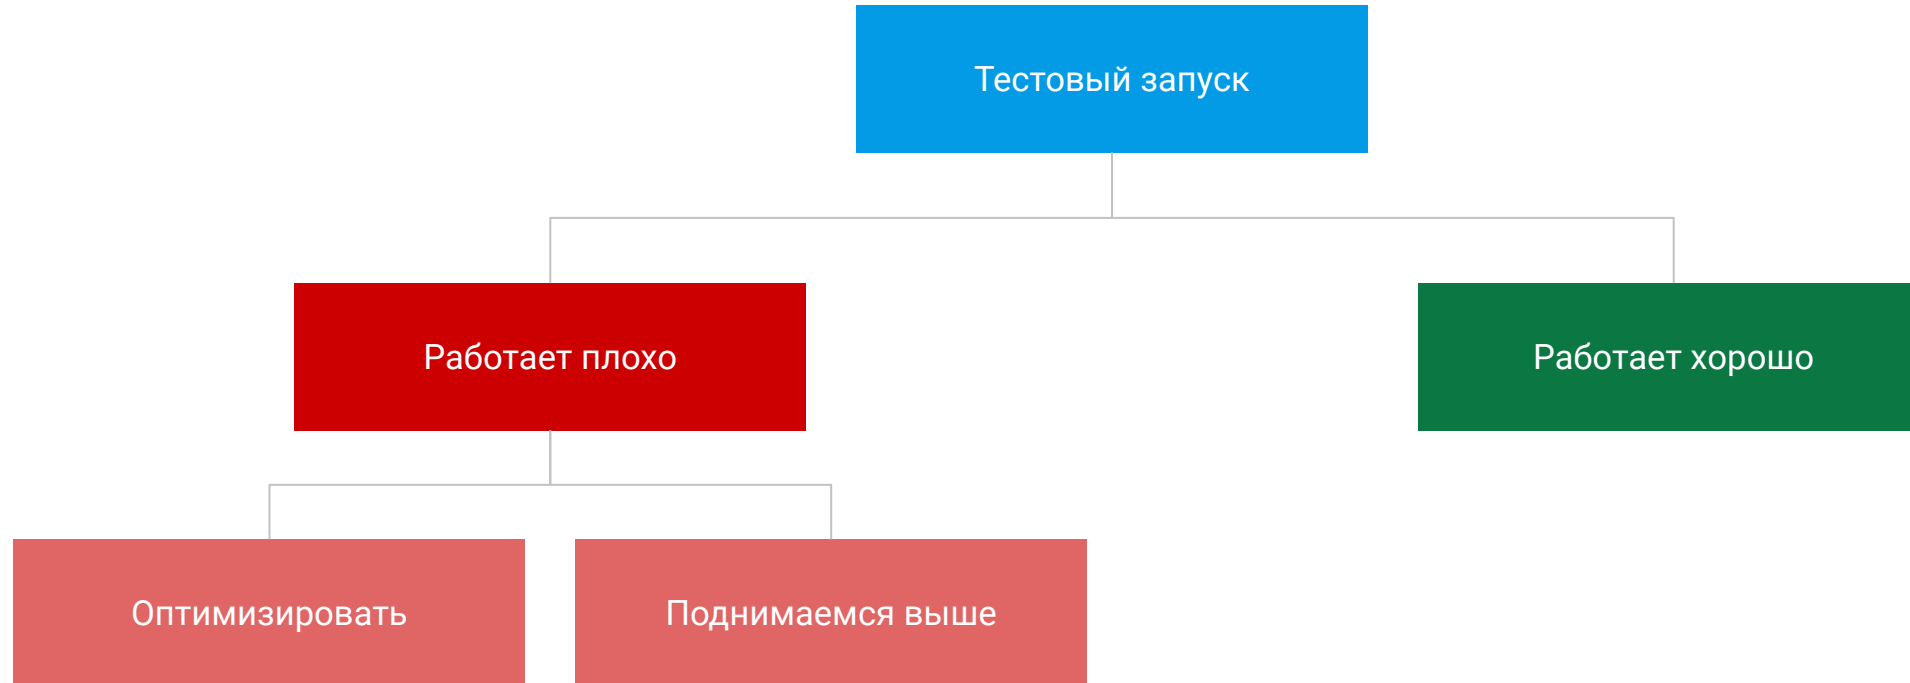 Тестовый запуск
Работает плохо
Работает хорошо
Оптимизировать
Поднимаемся выше